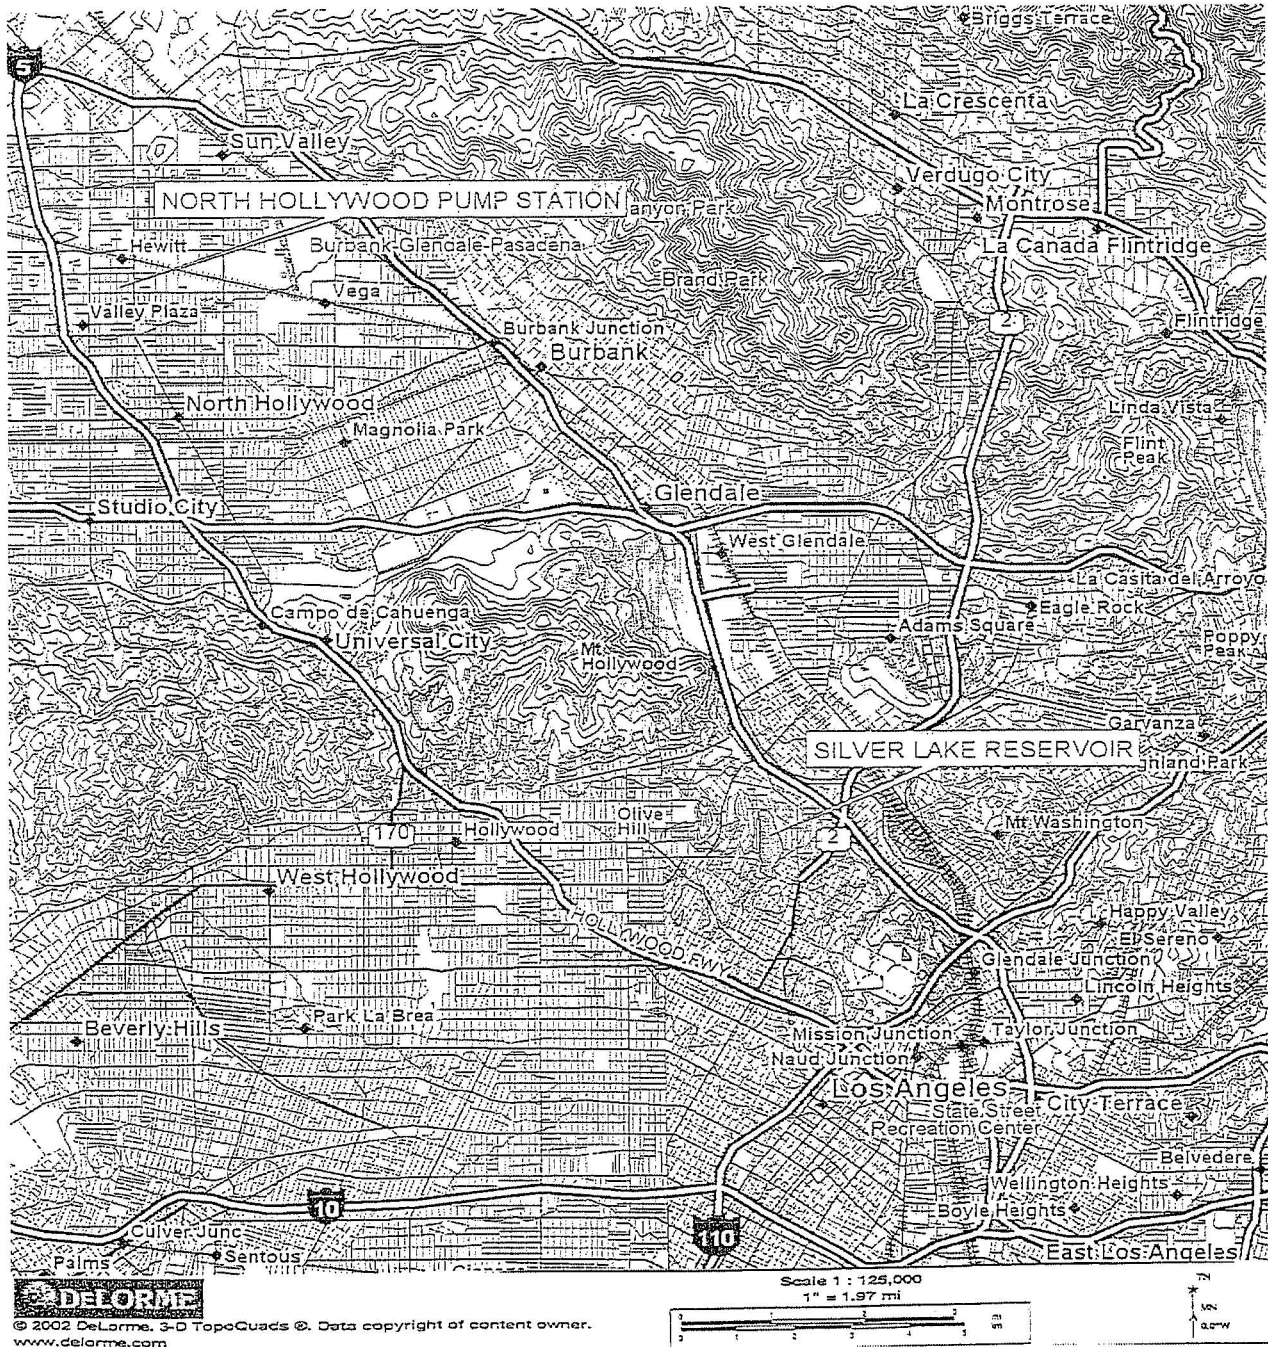 Briggs Terrace
5
La Crescenta
Sun Valley
Verdugo City
NORTH HOLLYWOOD PUMP STATION
anyon Park
Montrose
Hewitt
Burbank-Glendale-Pasadena
La Canada Flintridge
Brand Park
Vega
Valley Plaza
2
Flintridge
Burbank Junction
Burbank
North Hollywood
Linda Vista
Magnolia Park
Flint
Peak
Glendale
Studio City
West Glendale
La Casita del Arroyo
Campo de Cahuenga
Eagle Rock
Adams Square
Universal City
Mt
Hollywood
Poppy
Peak
Garvanza
SILVER LAKE RESERVOIR
hland Park
Olive
Hill
170
Hollywood
2
Mt Washington
West Hollywood
HOLLYWOOD FWY
Happy Valley
El Sereno
Glendale Junction
Lincoln Heights
Park La Brea
Beverly Hills
Mission Junction
Taylor Junction
Naud Junction
Los Angeles
City Terrace
State Street
Recreation Center
Belvedere
Wellington Heights
10
Boyle Heights
110
Culver Junc
East Los Angeles
Palms
Sentous
DELORME
© 2002 DeLorme. 3-D TopoQuads ®. Data copyright of content owner.
www.delorme.com
Scale 1 : 125,000
1" = 1.97 mi
TN
MN